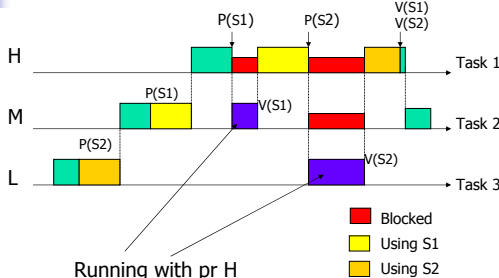 V(S1)
P(S1) P(S2) V(S2)
H
Task 1
P(S1)
M V(S1)
Task 2
P(S2)
L V(S2)
Task 3
Blocked
Using S1
Running with pr H Using S2